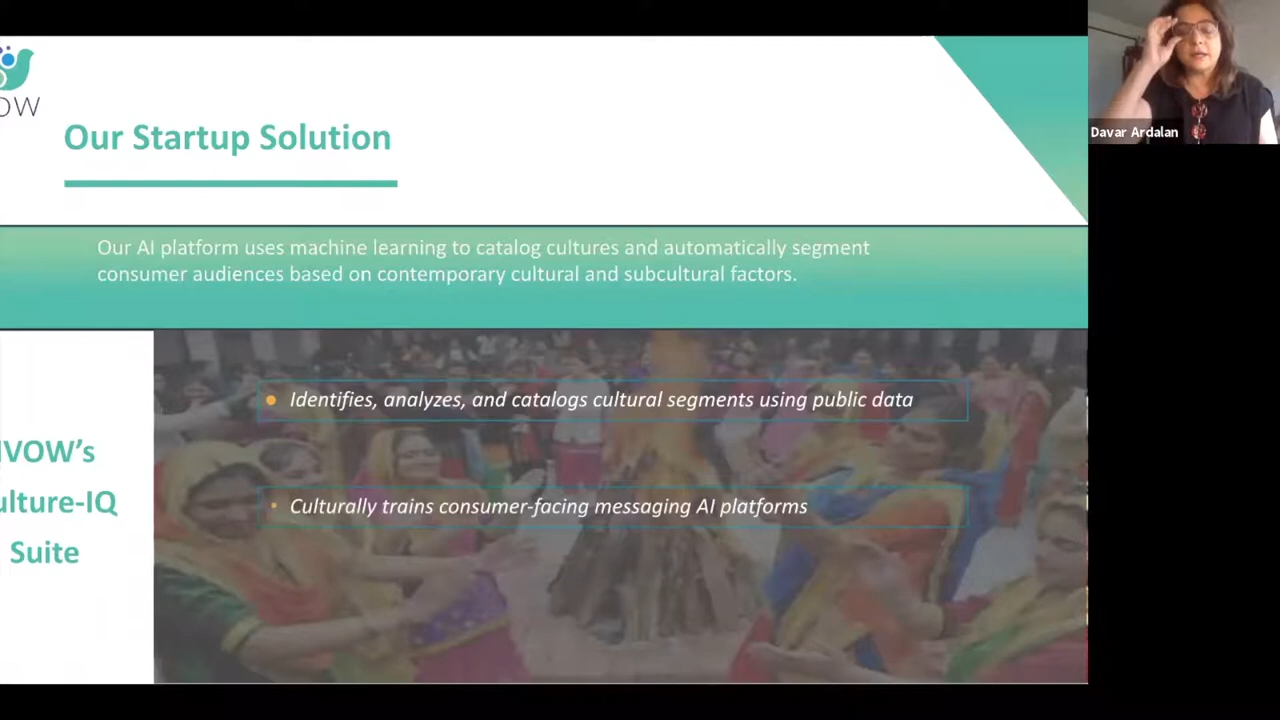 OW
Davar Ardalan
Our Startup Solution
Our AI platform uses machine learning to catalog cultures and automatically segment
consumer audiences based on contemporary cultural and subcultural factors.
VOW’s
ulture-IQ
Suite
Identifies, analyzes, and catalogs cultural segments using public data
Culturally trains consumer-facing messaging AI platforms